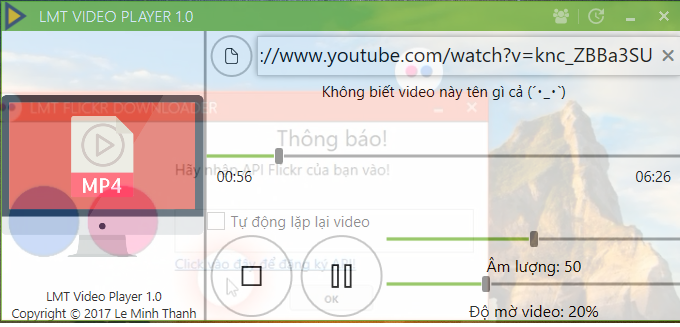 LMT VIDEO PLAYER 1.0
://www.youtube.com/watch?v=knc_ZBBa3SU
Không biết video này tên gì cả (´･_･`)
LMT FLICKR DOWNLOADER
Thông báo!
MP4
Hãy nhập API Flickr của bạn vào!
00:56
06:26
Tự động lặp lại video
Click vào đây để đăng ký API!
OK
Âm lượng: 50
Độ mờ video: 20%
LMT Video Player 1.0
Copyright © 2017 Le Minh Thanh